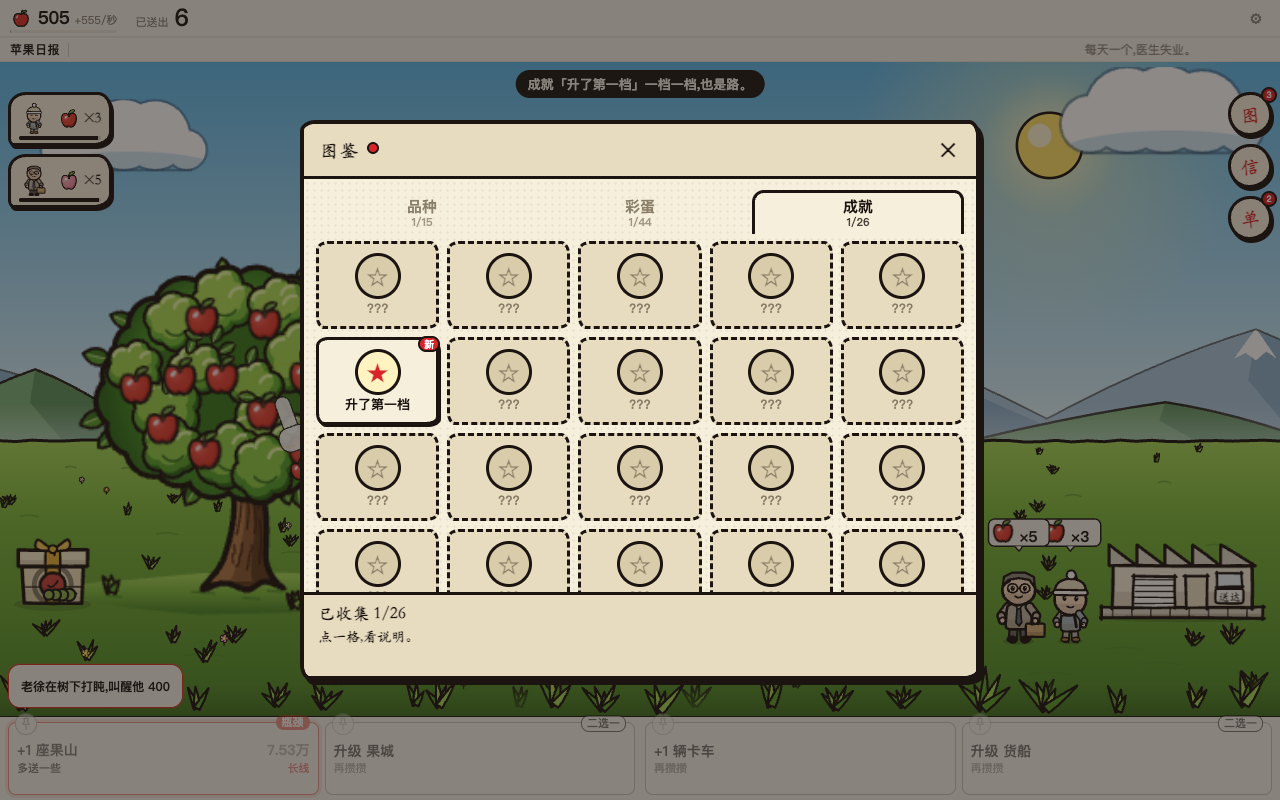 505 +555/秒 已送出 6
苹果日报
每天一个,医生失业。
成就「升了第一档」一档一档,也是路。
×3
×5
图 3
信
单 2
图鉴
品种
1/15
彩蛋
1/44
成就
1/26
???
???
???
???
???
新
升了第一档
???
???
???
???
???
???
???
???
???
已收集 1/26
点一格,看说明。
×5
×3
送达
老徐在树下打盹,叫醒他 400
瓶颈
+1 座果山 7.53万
多送一些 长线
二选一
升级 果城
再攒攒
+1 辆卡车
再攒攒
二选一
升级 货船
再攒攒